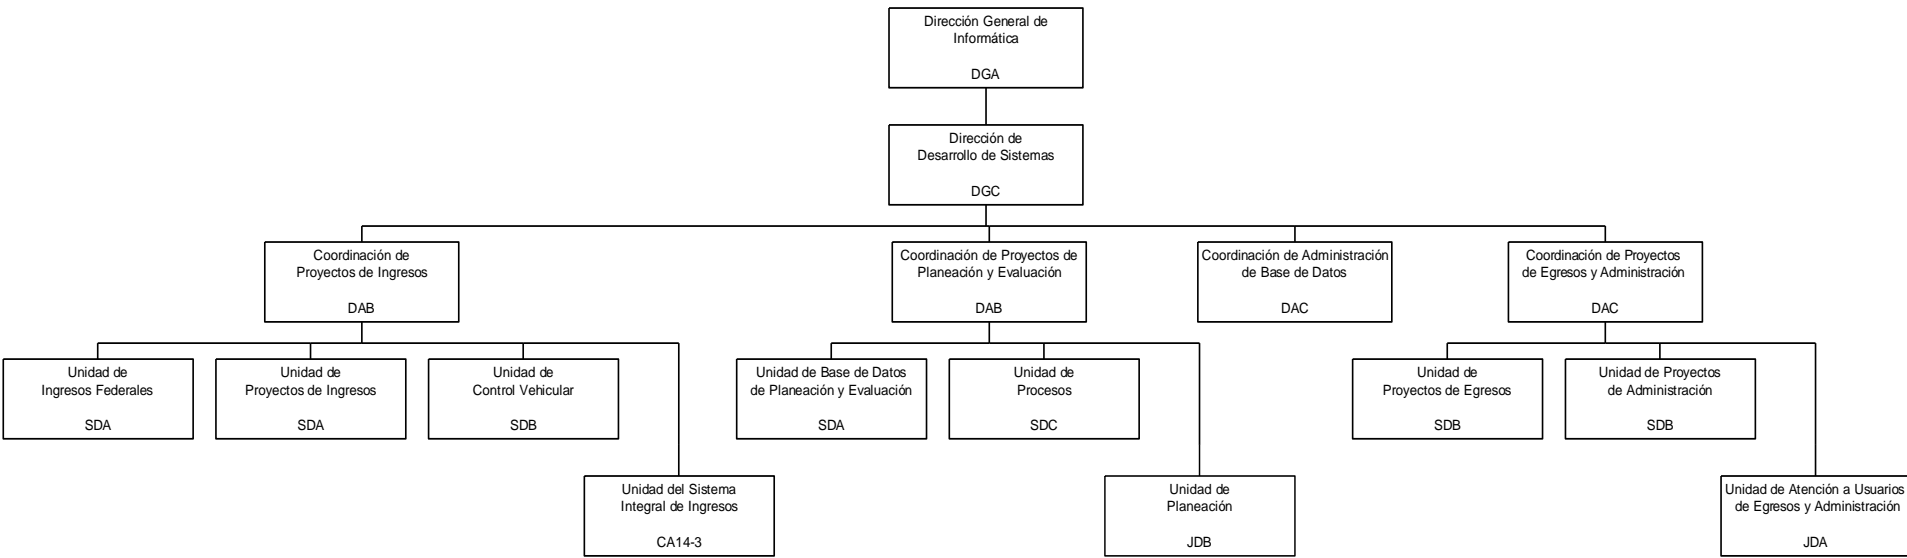 Dirección General de
Informática
DGA
Dirección de
Desarrollo de Sistemas
DGC
Coordinación de
Proyectos de Ingresos
DAB
Coordinación de Proyectos de
Planeación y Evaluación
DAB
Coordinación de Administración
de Base de Datos
DAC
Coordinación de Proyectos
de Egresos y Administración
DAC
Unidad de
Ingresos Federales
SDA
Unidad de
Proyectos de Ingresos
SDA
Unidad de
Control Vehicular
SDB
Unidad de Base de Datos
de Planeación y Evaluación
SDA
Unidad de
Procesos
SDC
Unidad de
Proyectos de Egresos
SDB
Unidad de Proyectos
de Administración
SDB
Unidad del Sistema
Integral de Ingresos
CA14-3
Unidad de
Planeación
JDB
Unidad de Atención a Usuarios
de Egresos y Administración
JDA